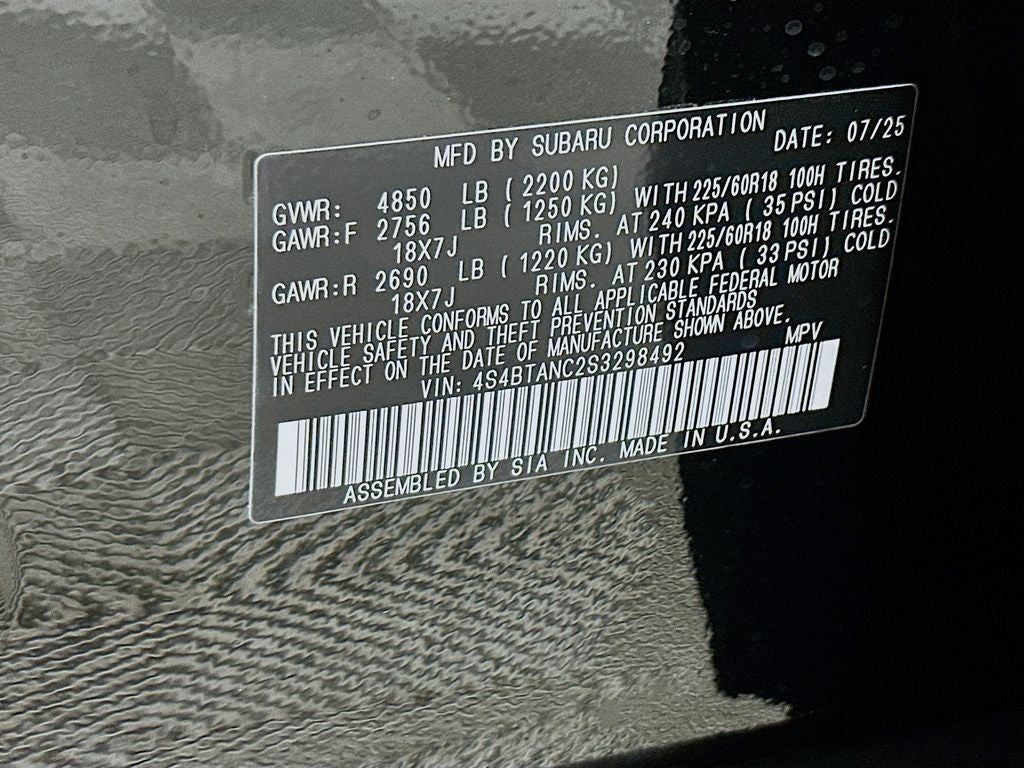 MFD BY SUBARU CORPORATION DATE: 07/25
GVWR: 4850 LB ( 2200 KG)
GAWR:F 2756 LB ( 1250 KG) WITH 225/60R18 100H TIRES.
18X7J RIMS. AT 240 KPA ( 35 PSI) COLD
GAWR:R 2690 LB ( 1220 KG) WITH 225/60R18 100H TIRES.
18X7J RIMS. AT 230 KPA ( 33 PSI) COLD
THIS VEHICLE CONFORMS TO ALL APPLICABLE FEDERAL MOTOR
VEHICLE SAFETY AND THEFT PREVENTION STANDARDS
IN EFFECT ON THE DATE OF MANUFACTURE SHOWN ABOVE.
VIN: 4S4BTANC2S3298492 MPV
ASSEMBLED BY SIA INC. MADE IN U.S.A.